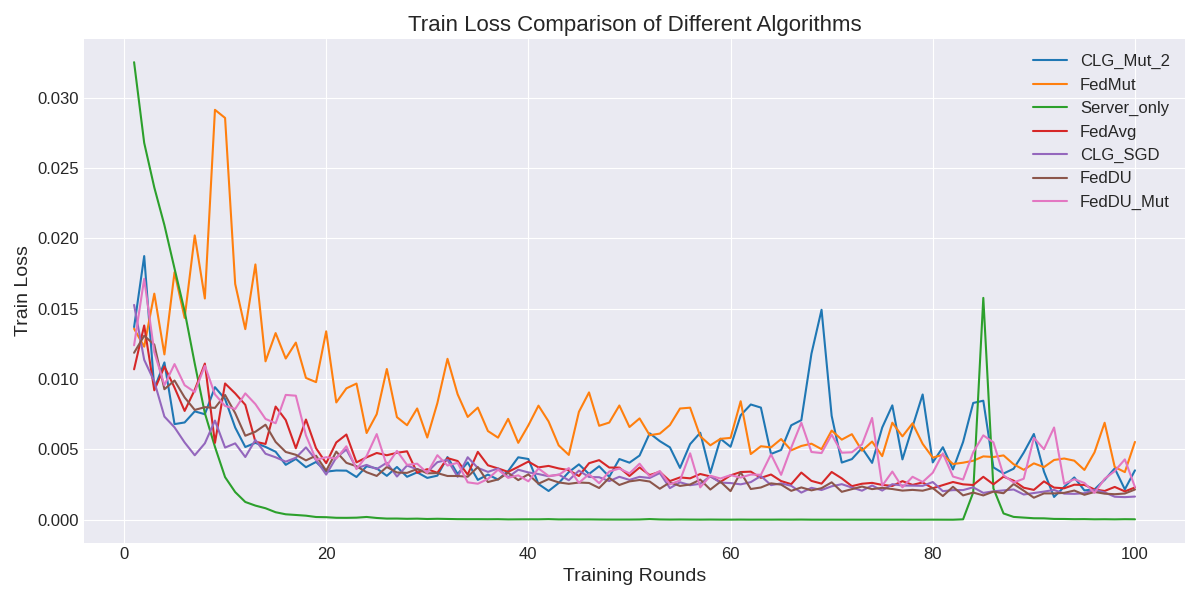 Train Loss Comparison of Different Algorithms
CLG_Mut_2
FedMut
Server_only
FedAvg
CLG_SGD
FedDU
FedDU_Mut
Train Loss
0.030
0.025
0.020
0.015
0.010
0.005
0.000
0 20 40 60 80 100
Training Rounds